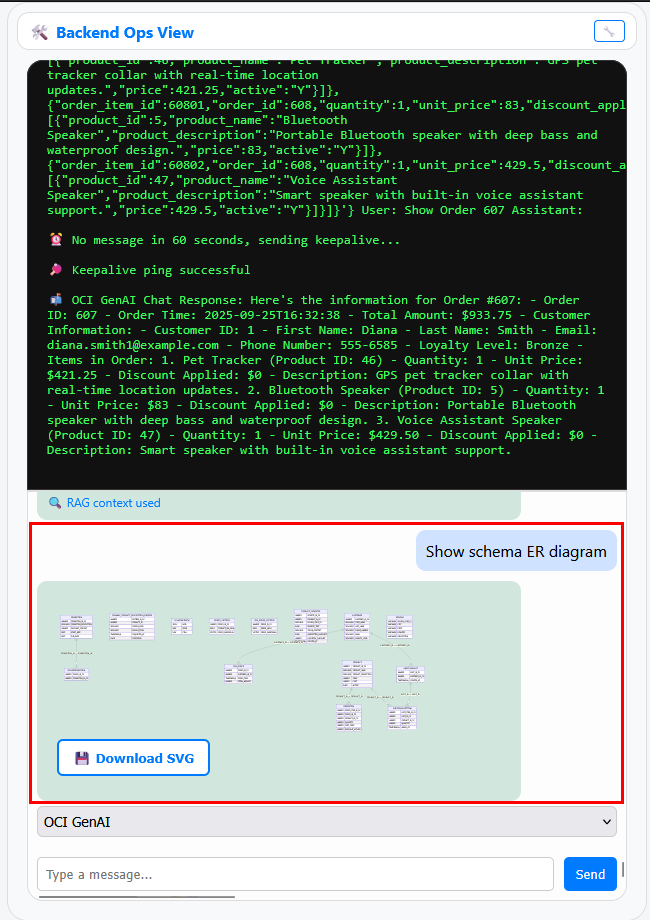 Backend Ops View
[{"product_id":46,"product_name":"Pet Tracker","product_description":"GPS pet
tracker collar with real-time location
updates.","price":421.25,"active":"Y"}]},
{"order_item_id":60801,"order_id":608,"quantity":1,"unit_price":83,"discount_appl
[{"product_id":5,"product_name":"Bluetooth
Speaker","product_description":"Portable Bluetooth speaker with deep bass and
waterproof design.","price":83,"active":"Y"}]},
{"order_item_id":60802,"order_id":608,"quantity":1,"unit_price":429.5,"discount_a
[{"product_id":47,"product_name":"Voice Assistant
Speaker","product_description":"Smart speaker with built-in voice assistant
support.","price":429.5,"active":"Y"}]}]}'} User: Show Order 607 Assistant:
No message in 60 seconds, sending keepalive...
Keepalive ping successful
OCI GenAI Chat Response: Here's the information for Order #607: - Order
ID: 607 - Order Time: 2025-09-25T16:32:38 - Total Amount: $933.75 - Customer
Information: - Customer ID: 1 - First Name: Diana - Last Name: Smith - Email:
diana.smith1@example.com - Phone Number: 555-6585 - Loyalty Level: Bronze -
Items in Order: 1. Pet Tracker (Product ID: 46) - Quantity: 1 - Unit Price:
$421.25 - Discount Applied: $0 - Description: GPS pet tracker collar with
real-time location updates. 2. Bluetooth Speaker (Product ID: 5) - Quantity: 1
- Unit Price: $83 - Discount Applied: $0 - Description: Portable Bluetooth
speaker with deep bass and waterproof design. 3. Voice Assistant Speaker
(Product ID: 47) - Quantity: 1 - Unit Price: $429.50 - Discount Applied: $0 -
Description: Smart speaker with built-in voice assistant support.
RAG context used
Show schema ER diagram
Download SVG
OCI GenAI
Type a message...
Send